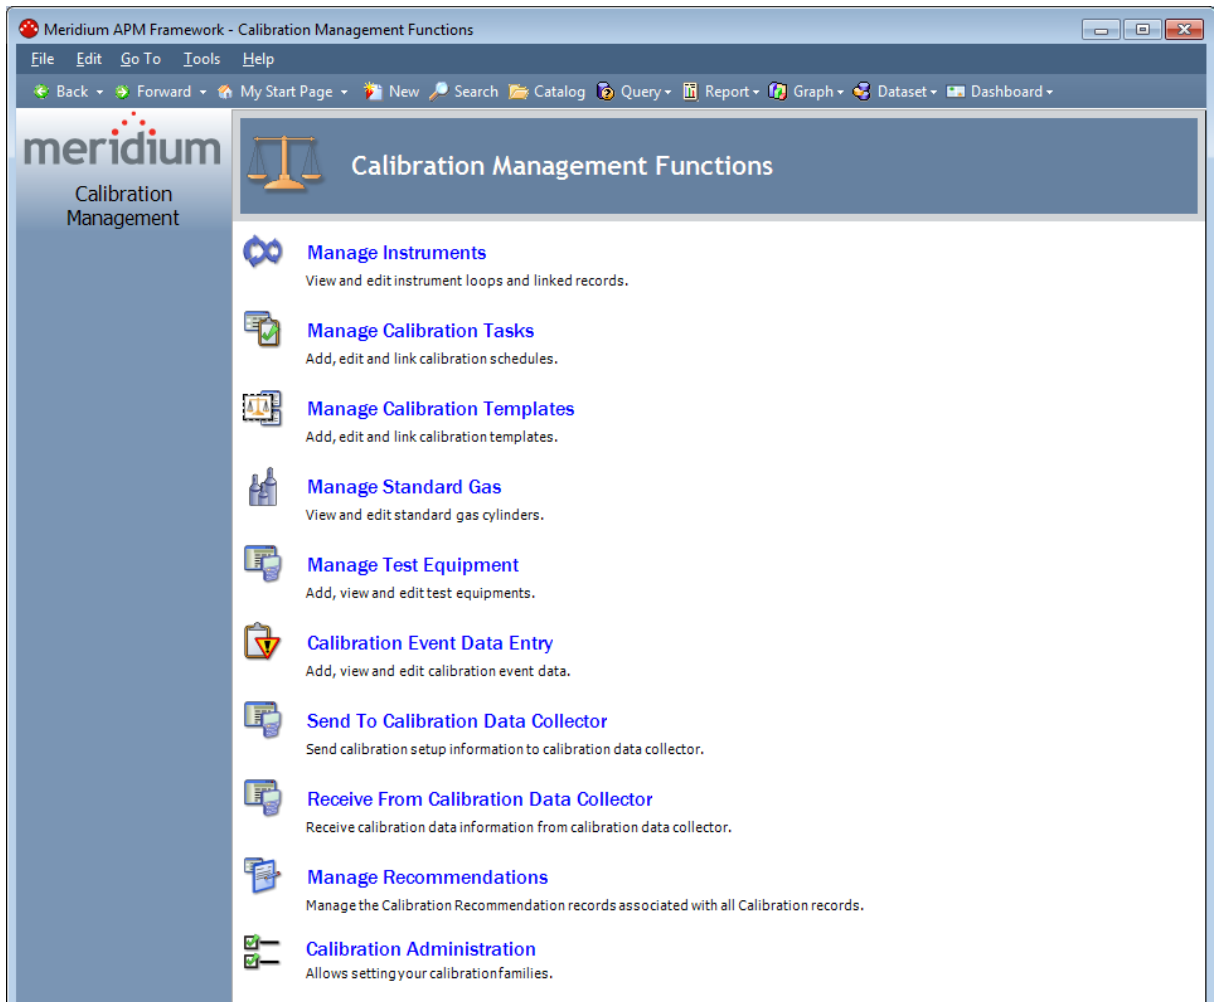 Meridium APM Framework - Calibration Management Functions
File Edit Go To Tools Help
Back Forward My Start Page New Search Catalog Query Report Graph Dataset Dashboard
meridium
Calibration
Management
Calibration Management Functions
Manage Instruments
View and edit instrument loops and linked records.
Manage Calibration Tasks
Add, edit and link calibration schedules.
Manage Calibration Templates
Add, edit and link calibration templates.
Manage Standard Gas
View and edit standard gas cylinders.
Manage Test Equipment
Add, view and edit test equipments.
Calibration Event Data Entry
Add, view and edit calibration event data.
Send To Calibration Data Collector
Send calibration setup information to calibration data collector.
Receive From Calibration Data Collector
Receive calibration data information from calibration data collector.
Manage Recommendations
Manage the Calibration Recommendation records associated with all Calibration records.
Calibration Administration
Allows setting your calibration families.